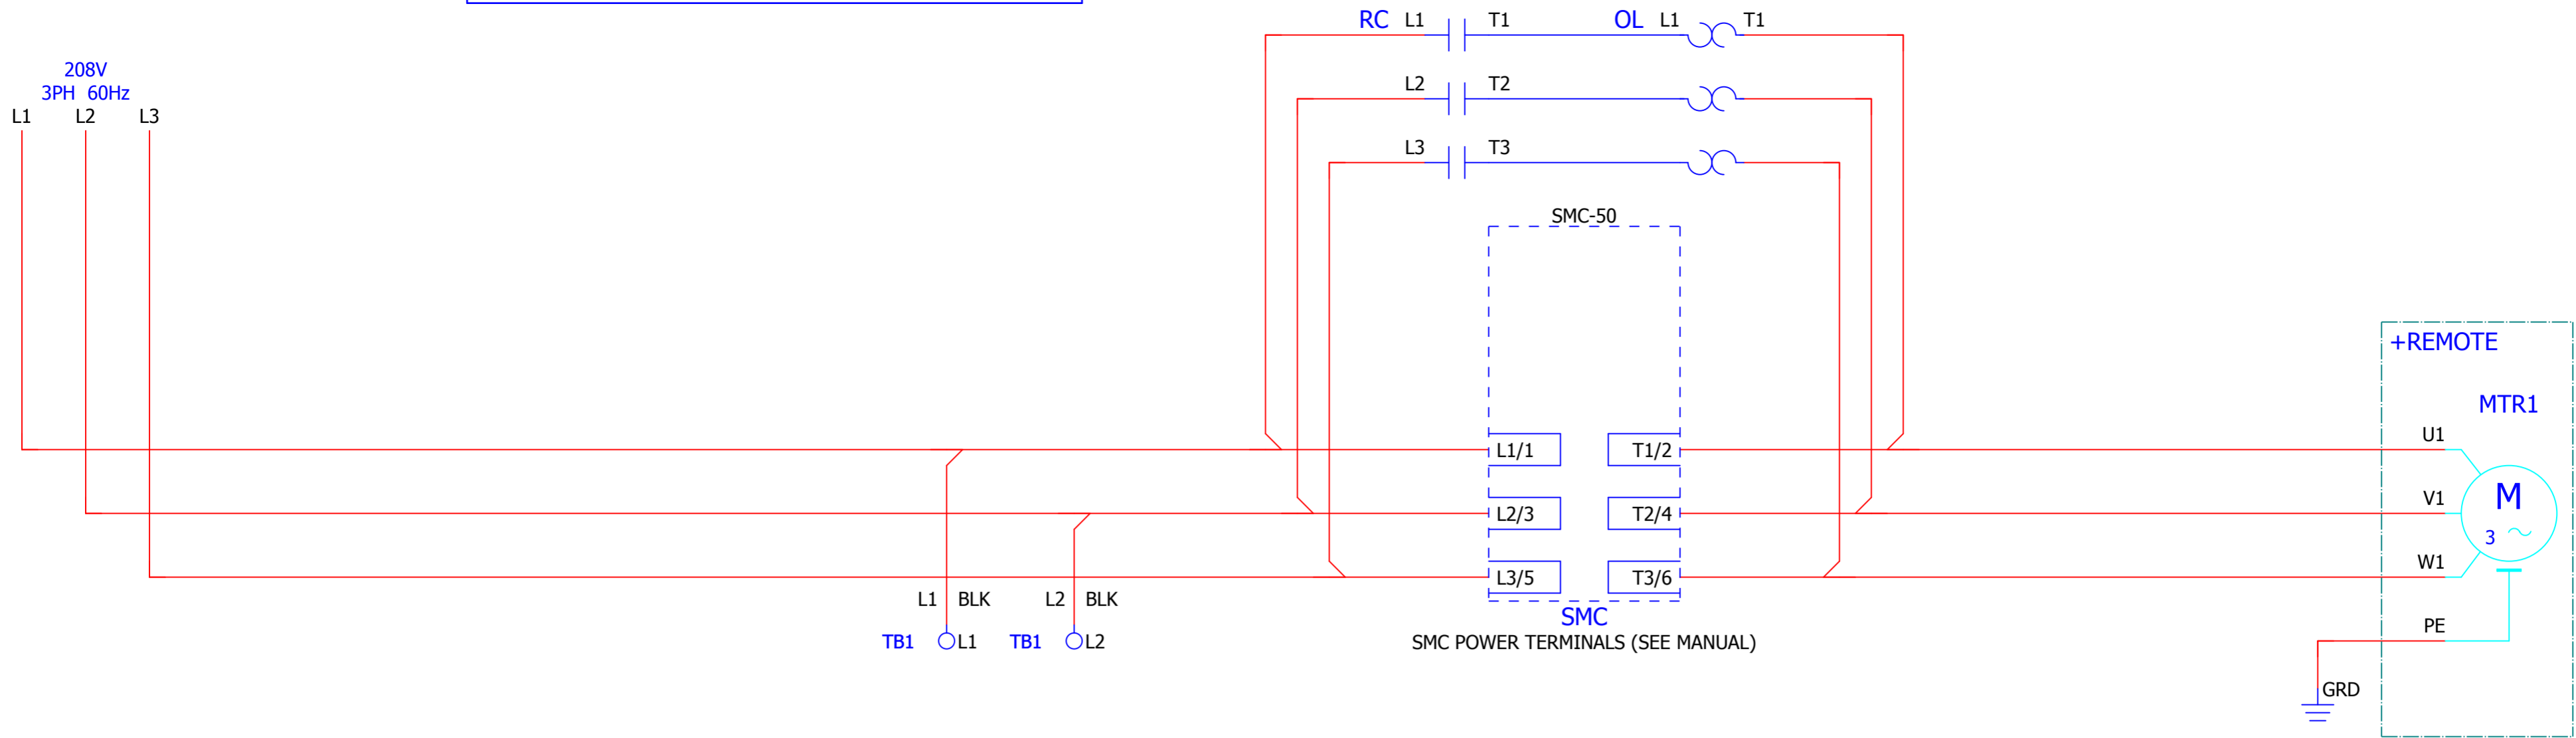 RC L1 T1 OL L1 T1
208V
3PH 60Hz
L1 L2 L3
L2 T2
L3 T3
SMC-50
+REMOTE
MTR1
U1
L1/1 T1/2
V1
M
L2/3 T2/4
3
W1
L3/5 T3/6
L1 BLK L2 BLK
SMC
PE
TB1 L1 TB1 L2
SMC POWER TERMINALS (SEE MANUAL)
GRD